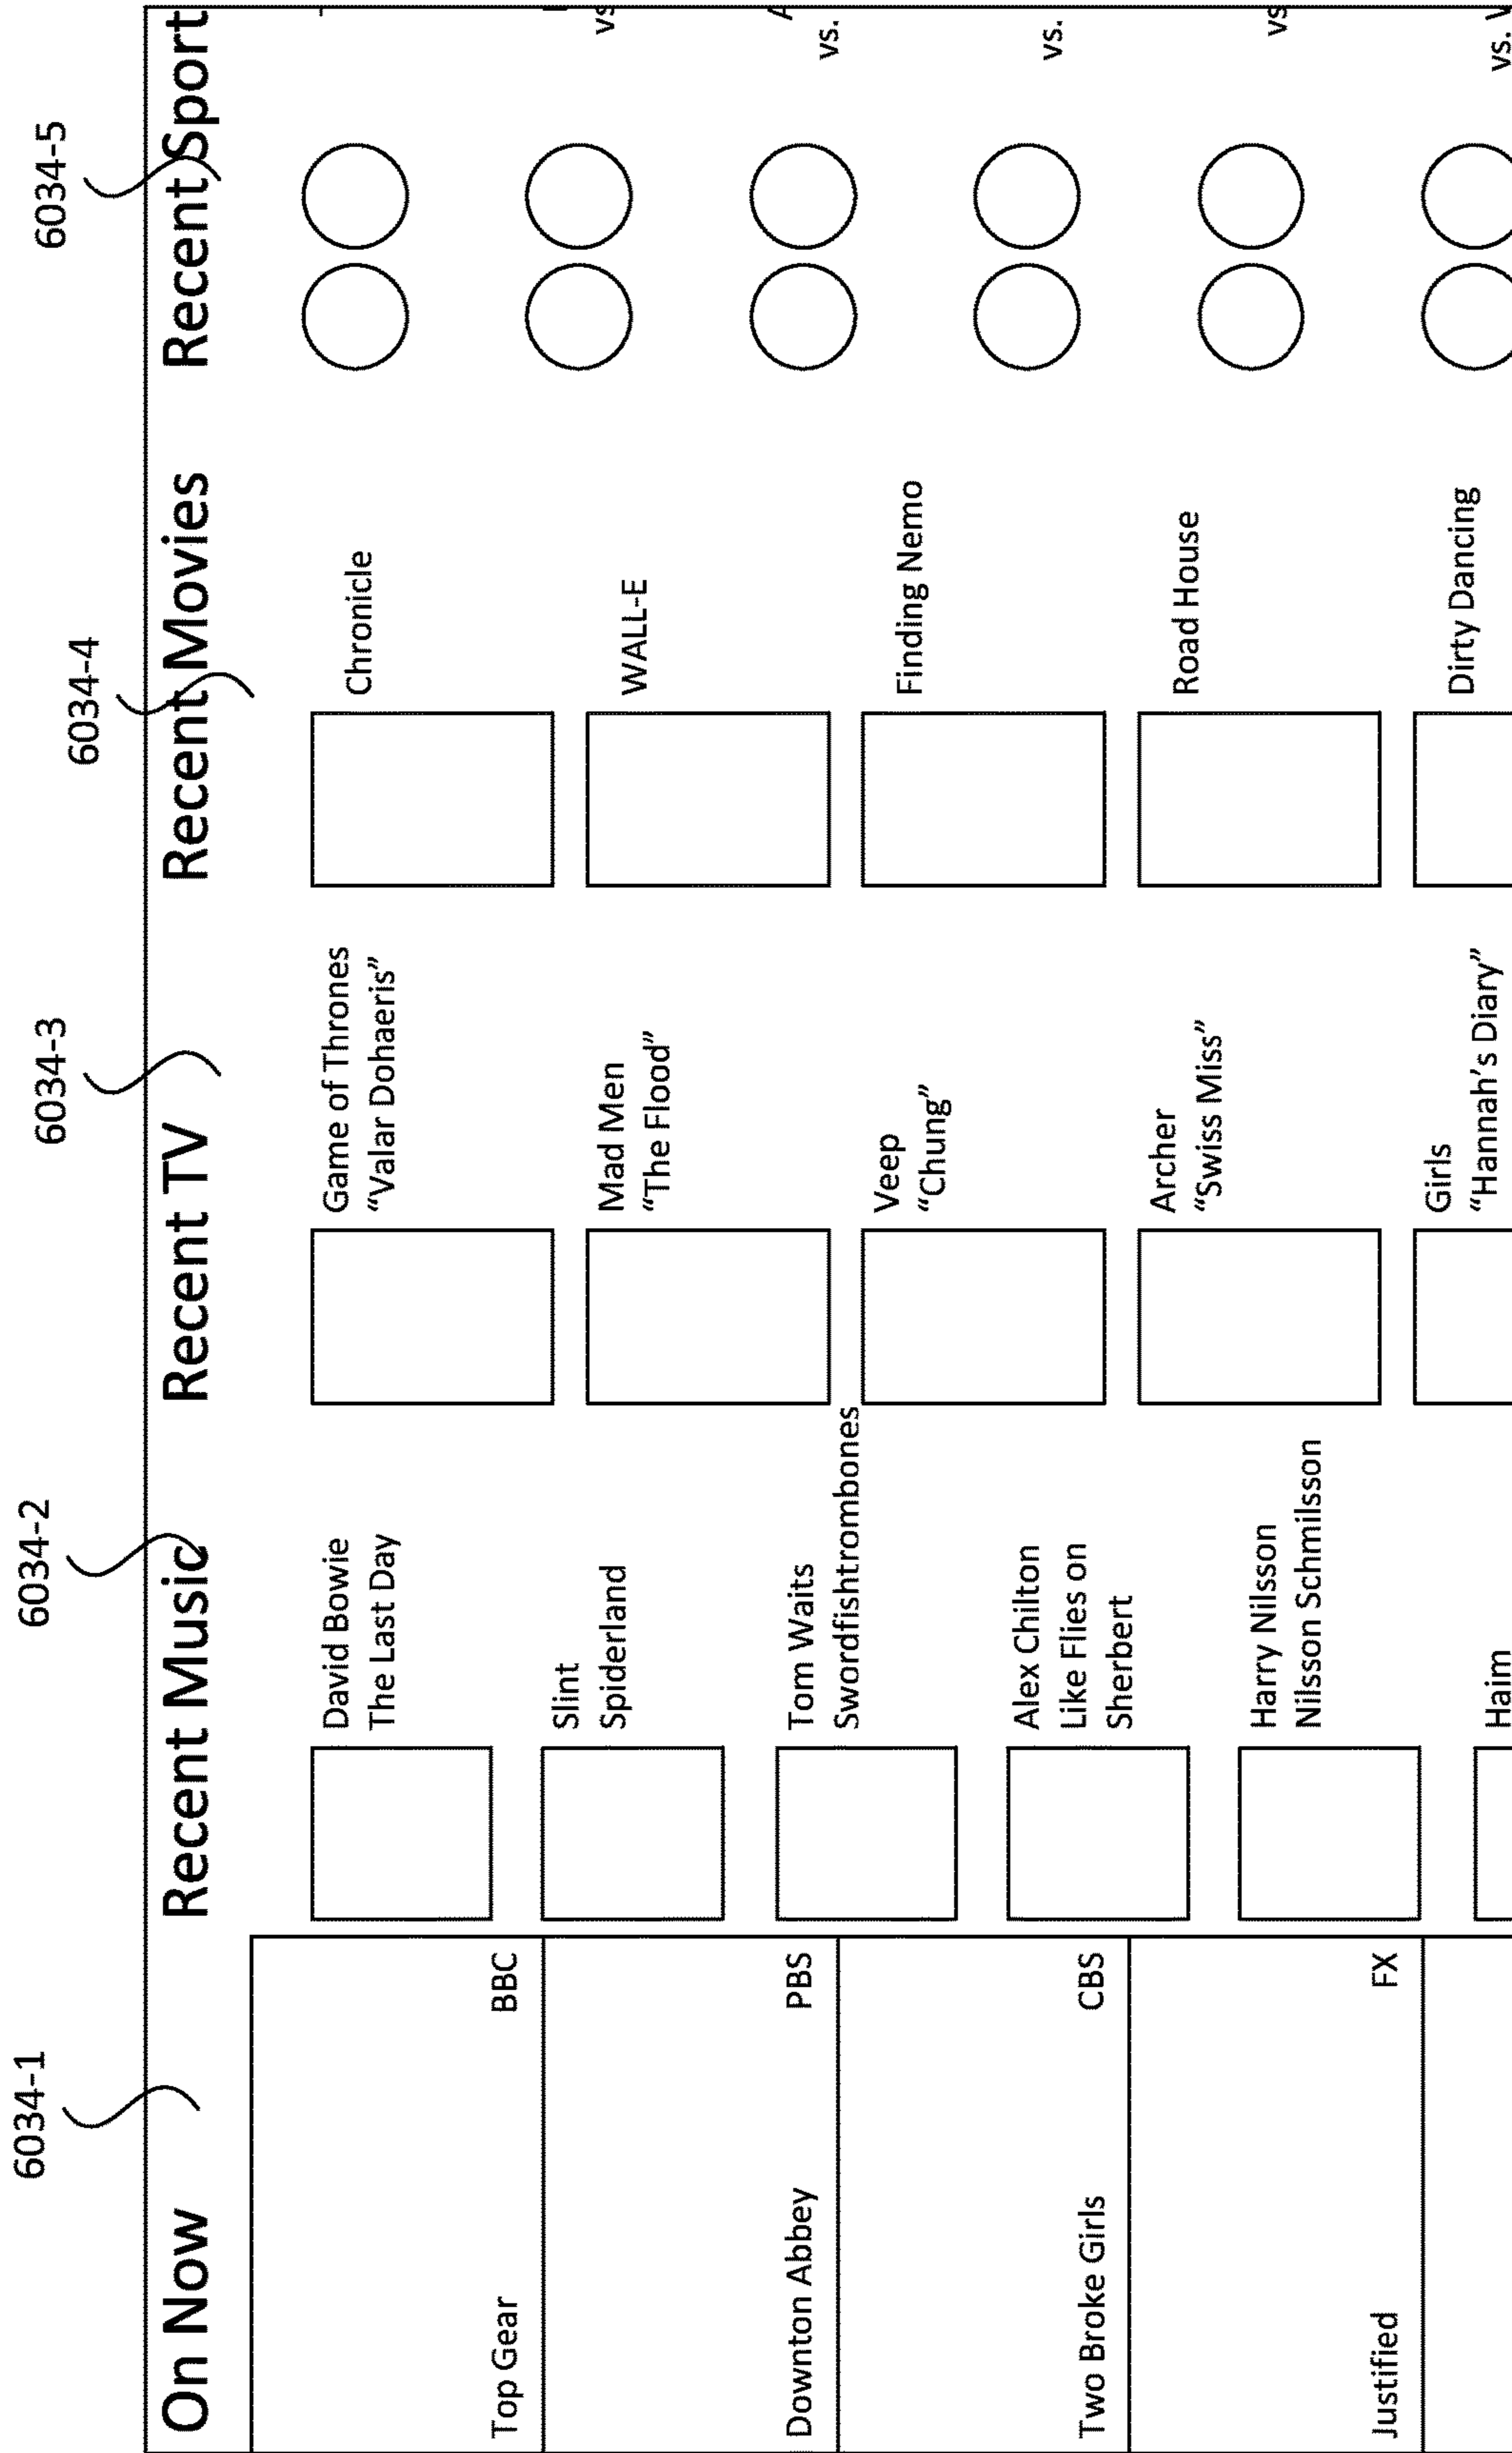 6034-1
6034-2
6034-3
6034-4
6034-5
On Now
Recent Music
Recent TV
Recent Movies
Recent Sport
Top Gear
BBC
Downton Abbey
PBS
Two Broke Girls
CBS
Justified
FX
David Bowie
The Last Day
Slint
Spiderland
Tom Waits
Swordfishtrombones
Alex Chilton
Like Flies on
Sherbert
Harry Nilsson
Nilsson Schmilsson
Haim
Game of Thrones
“Valar Dohaeris”
Mad Men
“The Flood”
Veep
“Chung”
Archer
“Swiss Miss”
Girls
“Hannah’s Diary”
Chronicle
WALL-E
Finding Nemo
Road House
Dirty Dancing
vs
vs.
vs.
vs
vs.